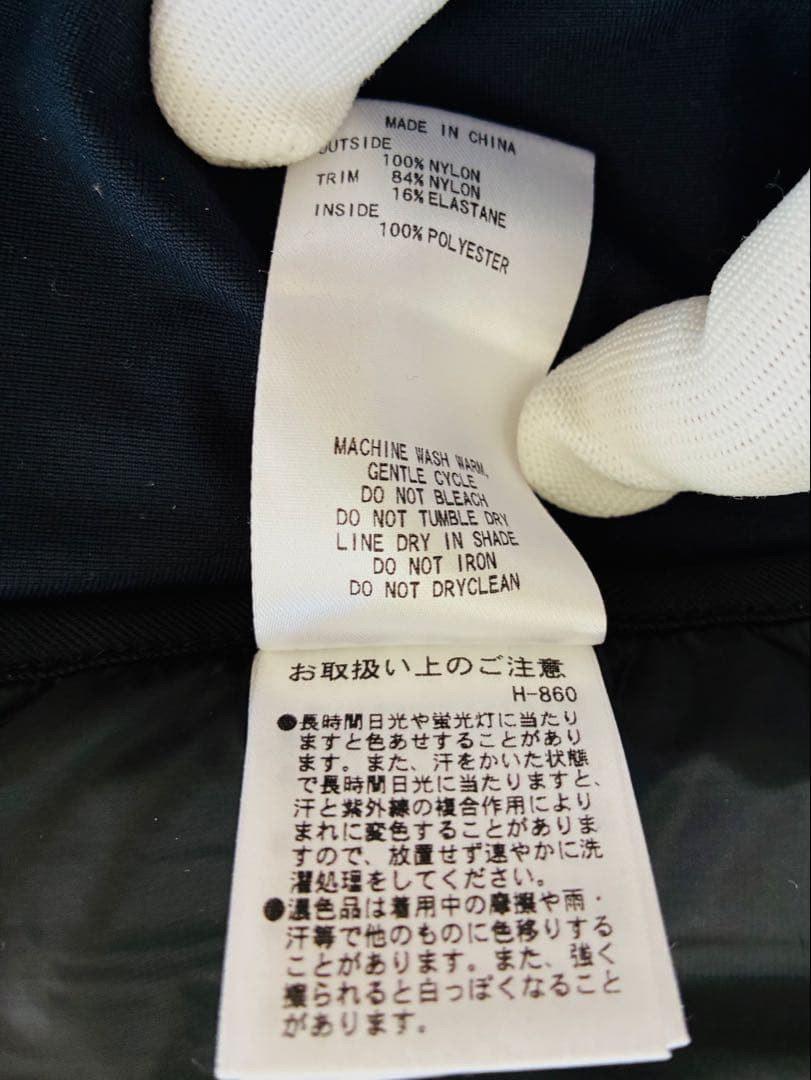 MADE IN CHINA
OUTSIDE
100% NYLON
TRIM 84% NYLON
16% ELASTANE
INSIDE
100% POLYESTER
MACHINE WASH WARM,
GENTLE CYCLE
DO NOT BLEACH
DO NOT TUMBLE DRY
LINE DRY IN SHADE
DO NOT IRON
DO NOT DRYCLEAN
お取扱い上のご注意
H-860
●長時間日光や蛍光灯に当たり
ますと色あせすることがあり
ます。また、汗をかいた状態
で長時間日光に当たりますと、
汗と紫外線の複合作用により
まれに変色することがありま
すので、放置せず速やかに洗
濯処理をしてください。
●濃色品は着用中の摩擦や雨・
汗等で他のものに色移りする
ことがあります。また、強く
擦られると白っぽくなること
があります。